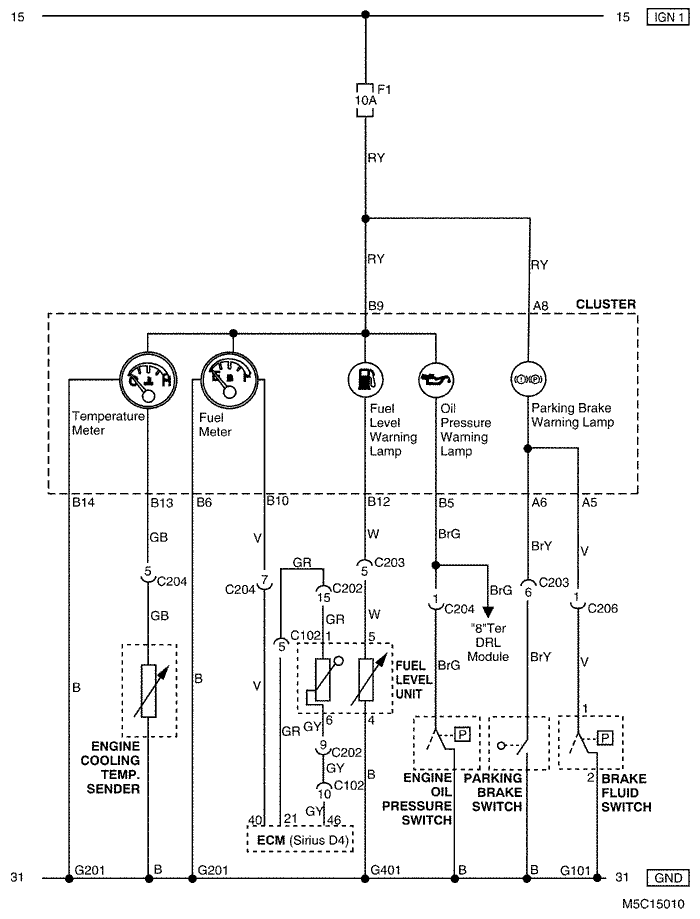 15
15 IGN 1
F1
10A
RY
RY
RY
B9
A8
CLUSTER
C H
E F
P
Temperature
Meter
Fuel
Meter
Fuel
Level
Warning
Lamp
Oil
Pressure
Warning
Lamp
Parking Brake
Warning Lamp
B14
B13
B6
B10
B12
B5
A6
A5
GB
V
W
BrG
BrY
V
5
C204
7
C204
GR
15
C202
5
C203
1
C204
BrG
"8"Ter
DRL
Module
6
C203
1
C206
GB
GR
W
5
C102
1
5
FUEL
LEVEL
UNIT
B
B
V
BrG
BrY
V
6
4
GR
GY
9
C202
GY
10
C102
GY
B
1
P
P
2
ENGINE
COOLING
TEMP.
SENDER
ENGINE
OIL
PRESSURE
SWITCH
PARKING
BRAKE
SWITCH
BRAKE
FLUID
SWITCH
40
21
46
ECM (Sirius D4)
31
G201
B
G201
G401
B
B
G101
31 GND
M5C15010